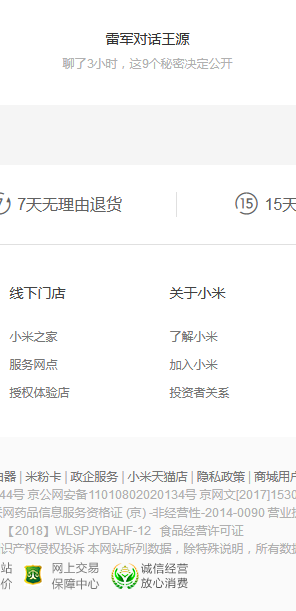 雷军对话王源
聊了3小时，这9个秘密决定公开
7天无理由退货
15 15天
线下门店 关于小米
小米之家 了解小米
服务网点 加入小米
授权体验店 投资者关系
由器 | 米粉卡 | 政企服务 | 小米天猫店 | 隐私政策 | 商城用户
44号 京公网安备11010802020134号 京网文[2017]1530
联网药品信息服务资格证 (京) -非经营性-2014-0090 营业执
【2018】WLSPJYBAHF-12 食品经营许可证
识产权侵权投诉 本网站所列数据，除特殊说明，所有数据
站 网上交易 诚信经营
价 保障中心 放心消费